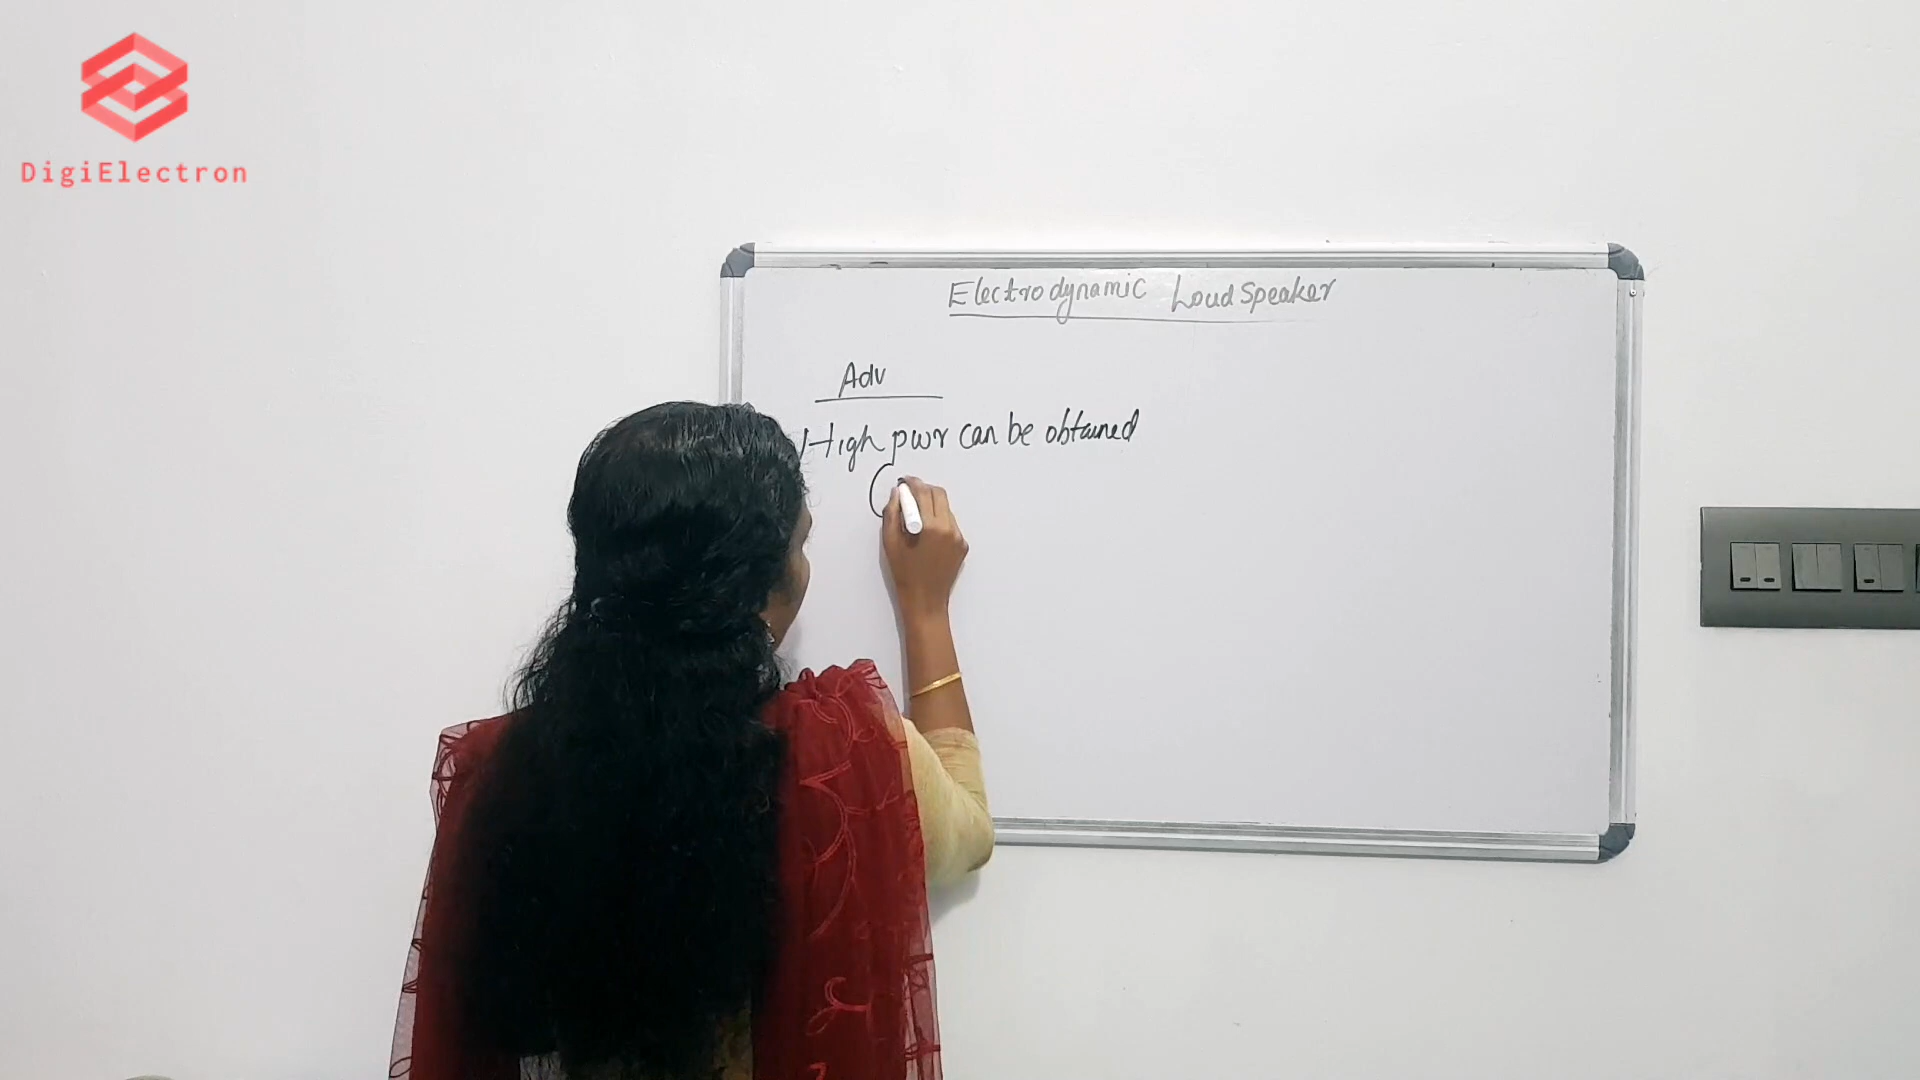 DigiElectron
Electrodynamic Loud Speaker
Adv
High pwr can be obtained
(